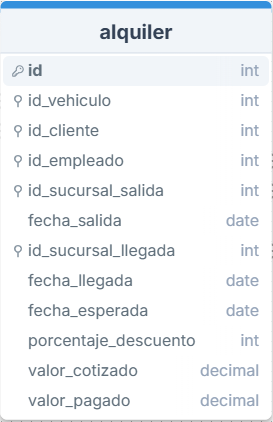 alquiler
id int
id_vehiculo int
id_cliente int
id_empleado int
id_sucursal_salida int
fecha_salida date
id_sucursal_llegada int
fecha_llegada date
fecha_esperada date
porcentaje_descuento int
valor_cotizado decimal
valor_pagado decimal